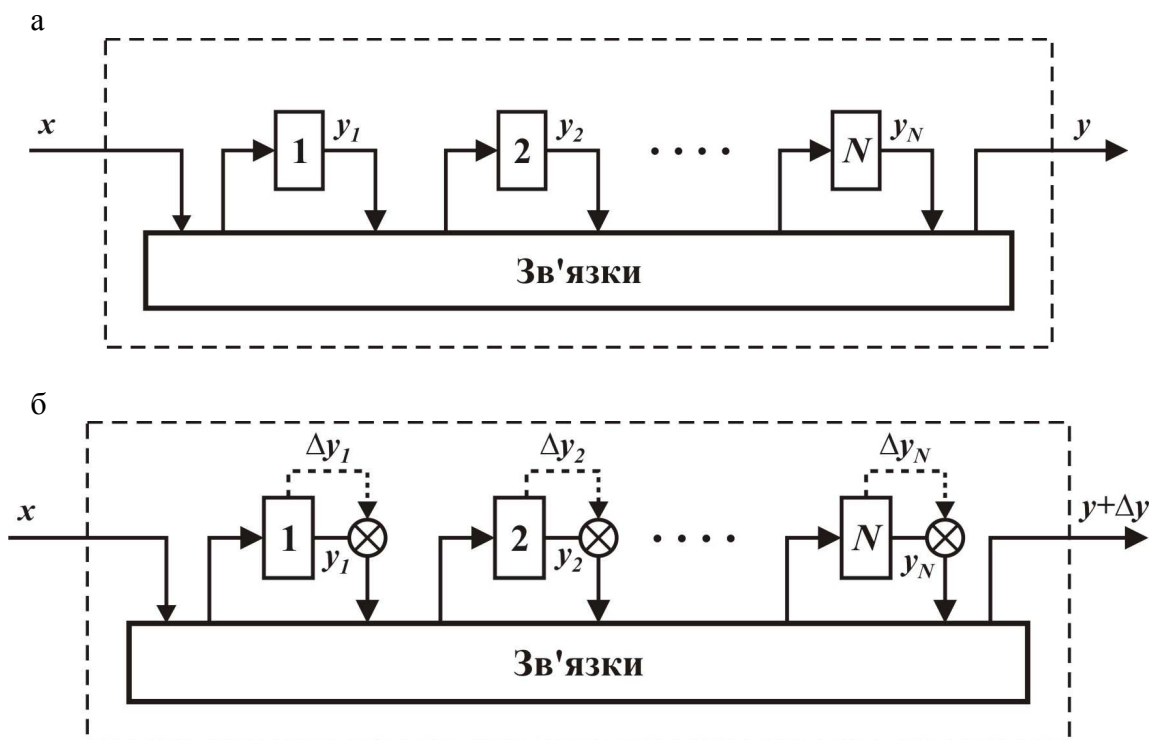 а
x 1 y1 2 y2 . . . . N yN y
Зв'язки
б
Δy1 Δy2 ΔyN
x 1 y1 2 y2 . . . . N yN y+Δy
Зв'язки